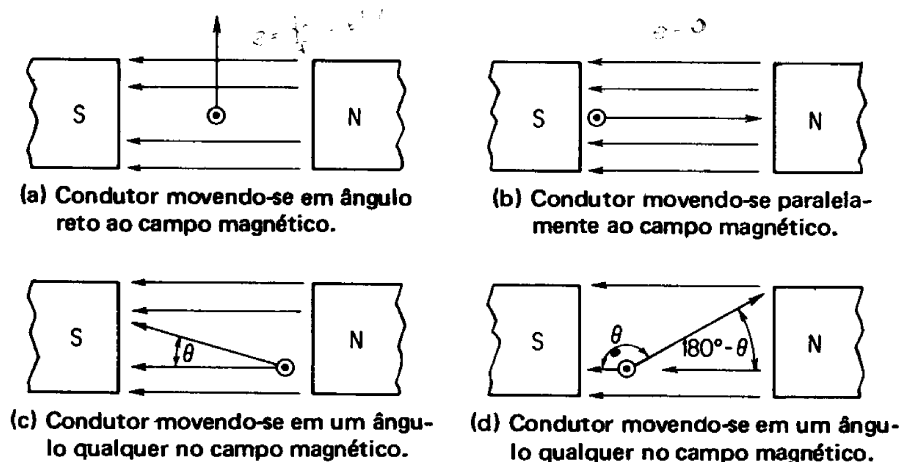 S
N
(a) Condutor movendo-se em ângulo
reto ao campo magnético.
S
N
(b) Condutor movendo-se parale-
mente ao campo magnético.
S
θ
N
(c) Condutor movendo-se em um ângu-
lo qualquer no campo magnético.
S
θ
180°-θ
N
(d) Condutor movendo-se em um ângu-
lo qualquer no campo magnético.